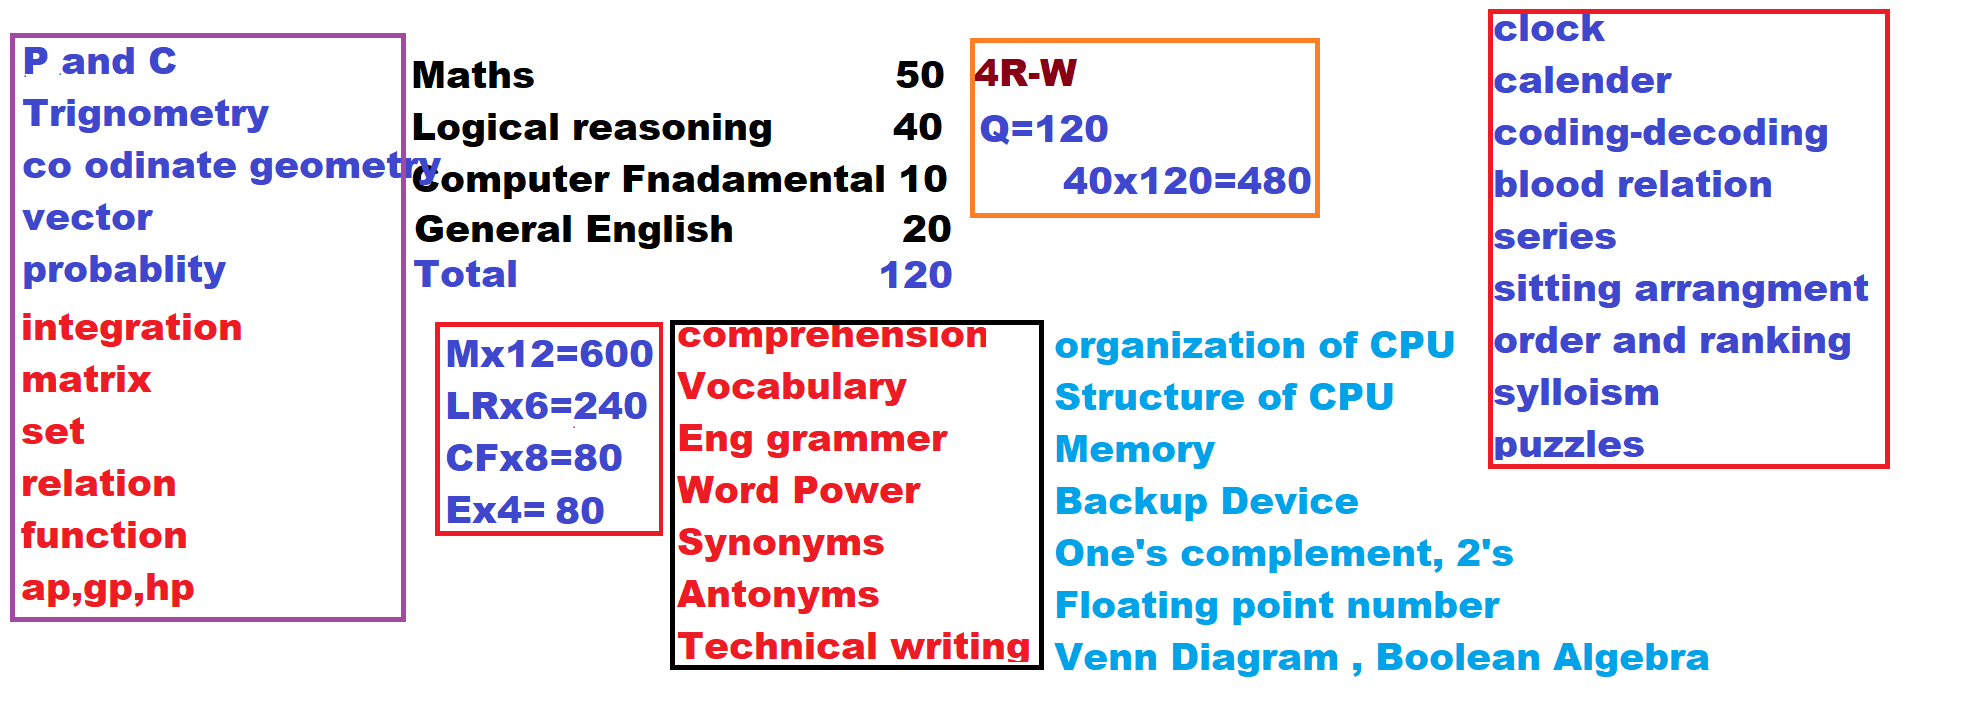 P and C
Trignometry
co odinate geometry
vector
probablity
integration
matrix
set
relation
function
ap,gp,hp
Maths 50
Logical reasoning 40
Computer Fnadamental 10
General English 20
Total 120
4R-W
Q=120
40x120=480
Mx12=600
LRx6=240
CFx8=80
Ex4= 80
comprehension
Vocabulary
Eng grammer
Word Power
Synonyms
Antonyms
Technical writing
organization of CPU
Structure of CPU
Memory
Backup Device
One's complement, 2's
Floating point number
Venn Diagram , Boolean Algebra
clock
calender
coding-decoding
blood relation
series
sitting arrangment
order and ranking
sylloism
puzzles